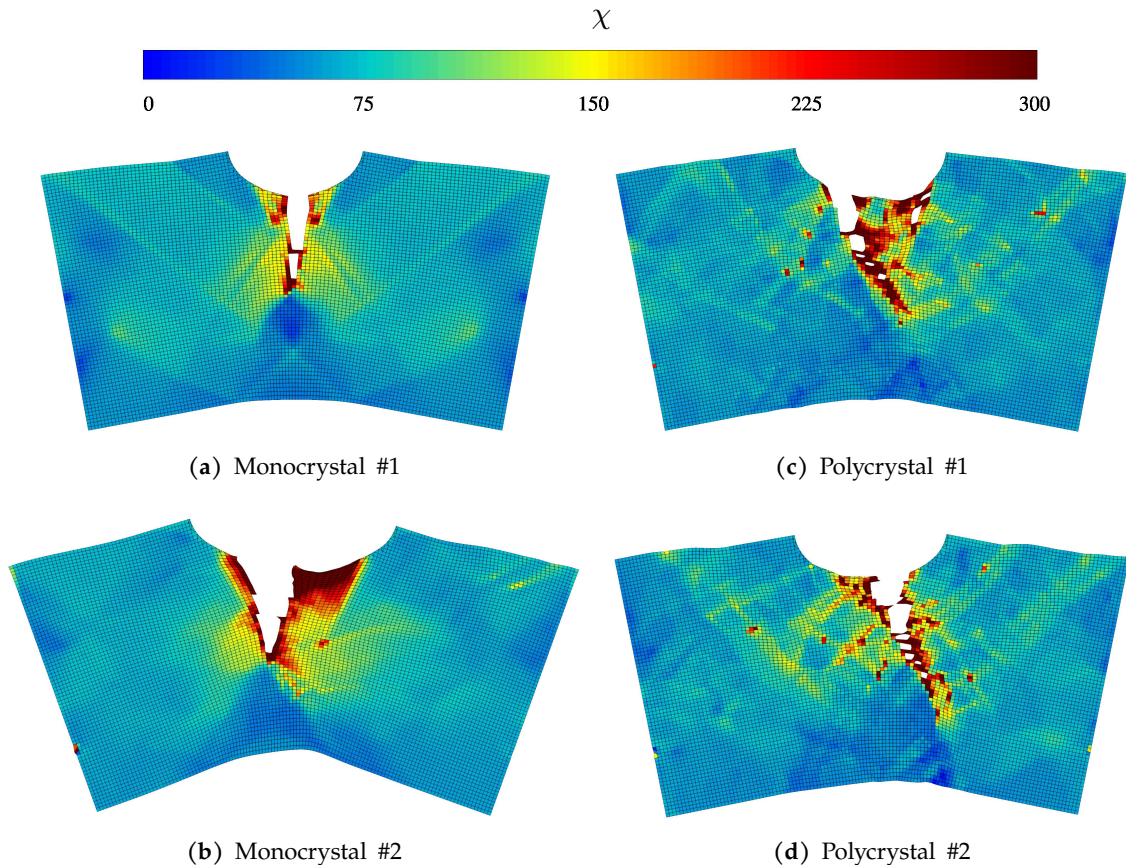 χ
0 75 150 225 300
(a) Monocrystal #1
(c) Polycrystal #1
(b) Monocrystal #2
(d) Polycrystal #2